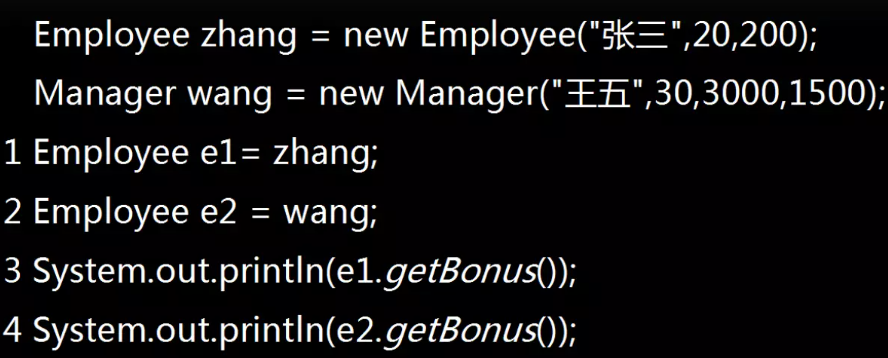 Employee zhang = new Employee("张三",20,200);
Manager wang = new Manager("王五",30,3000,1500);
1 Employee e1= zhang;
2 Employee e2 = wang;
3 System.out.println(e1.getBonus());
4 System.out.println(e2.getBonus());